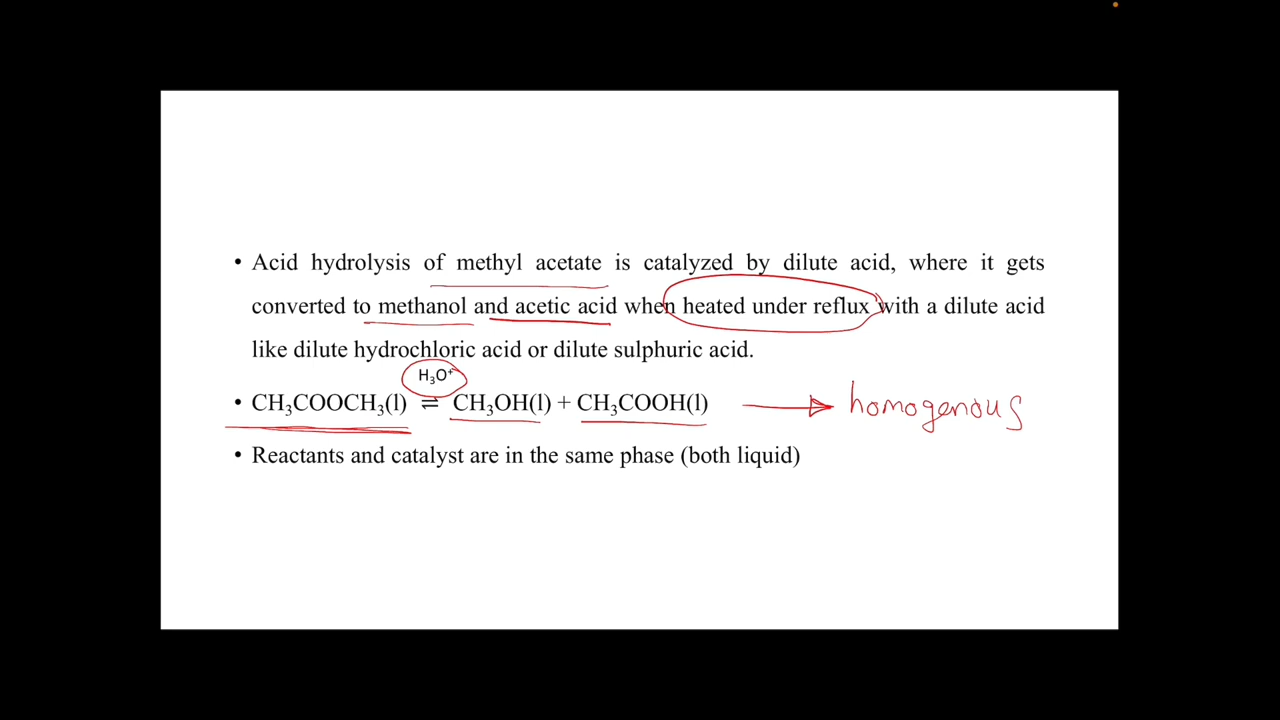 • Acid hydrolysis of methyl acetate is catalyzed by dilute acid, where it gets
converted to methanol and acetic acid when heated under reflux with a dilute acid
like dilute hydrochloric acid or dilute sulphuric acid.
H₃O⁺
• CH₃COOCH₃(l) ⇌ CH₃OH(l) + CH₃COOH(l) → homogenous
• Reactants and catalyst are in the same phase (both liquid)